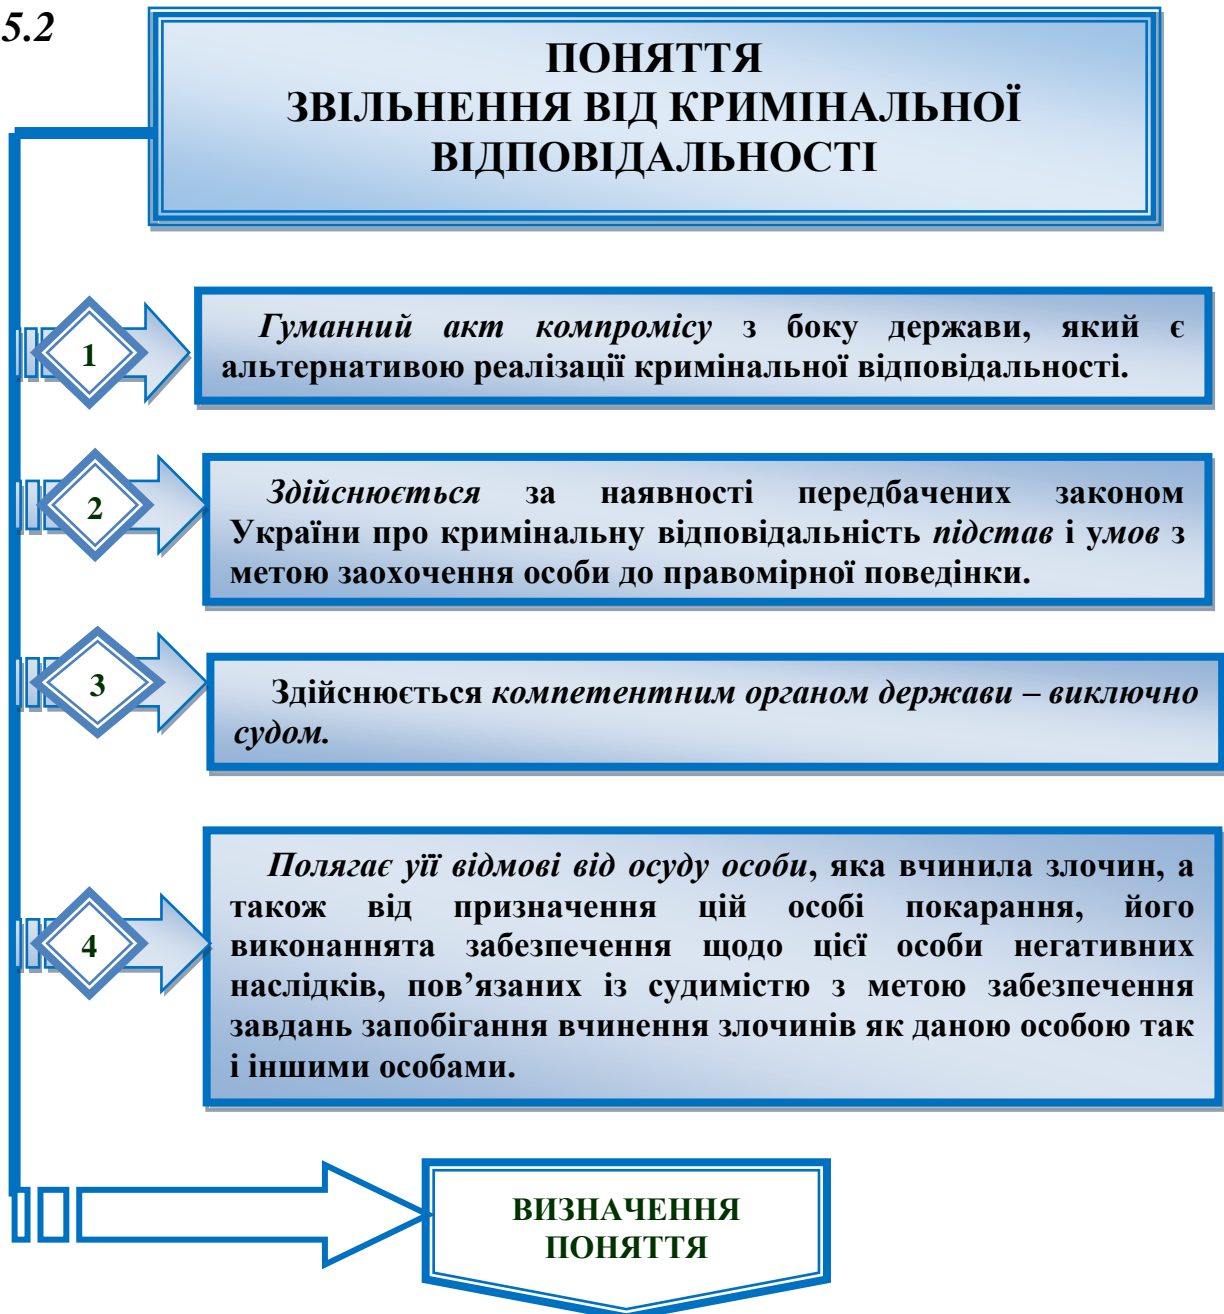 5.2
ПОНЯТТЯ
ЗВІЛЬНЕННЯ ВІД КРИМІНАЛЬНОЇ
ВІДПОВІДАЛЬНОСТІ
1
Гуманний акт компромісу з боку держави, який є
альтернативою реалізації кримінальної відповідальності.
2
Здійснюється за наявності передбачених законом
України про кримінальну відповідальність підстав і умов з
метою заохочення особи до правомірної поведінки.
3
Здійснюється компетентним органом держави – виключно
судом.
4
Полягає уїї відмові від осуду особи, яка вчинила злочин, а
також від призначення цій особі покарання, його
виконаннята забезпечення щодо цієї особи негативних
наслідків, пов’язаних із судимістю з метою забезпечення
завдань запобігання вчинення злочинів як даною особою так
і іншими особами.
ВИЗНАЧЕННЯ
ПОНЯТТЯ